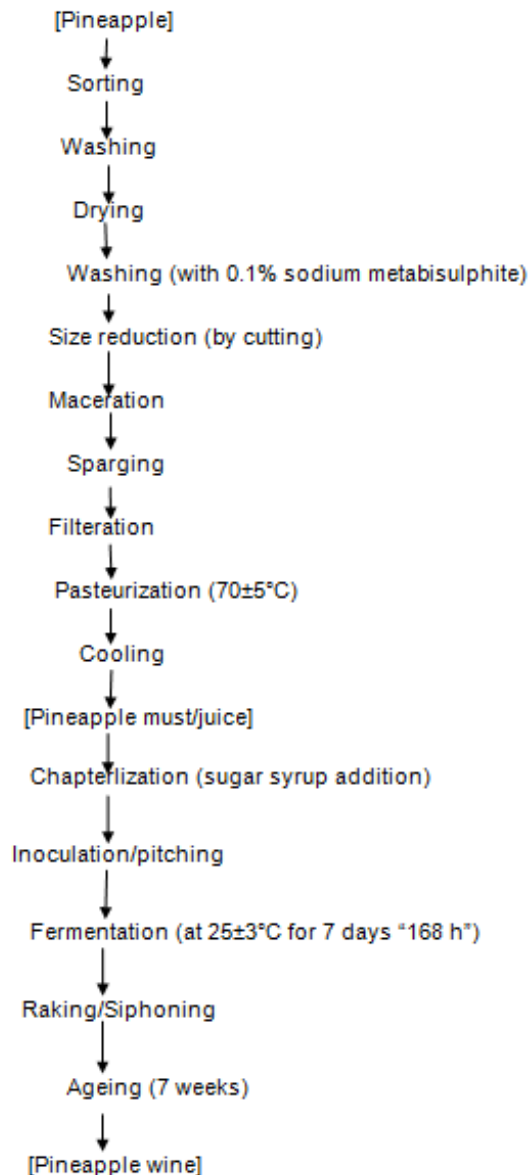 [Pineapple]
Sorting
Washing
Drying
Washing (with 0.1% sodium metabisulphite)
Size reduction (by cutting)
Maceration
Sparging
Filteration
Pasteurization (70±5°C)
Cooling
[Pineapple must/juice]
Chapterlization (sugar syrup addition)
Inoculation/pitching
Fermentation (at 25±3°C for 7 days “168 h”)
Raking/Siphoning
Ageing (7 weeks)
[Pineapple wine]